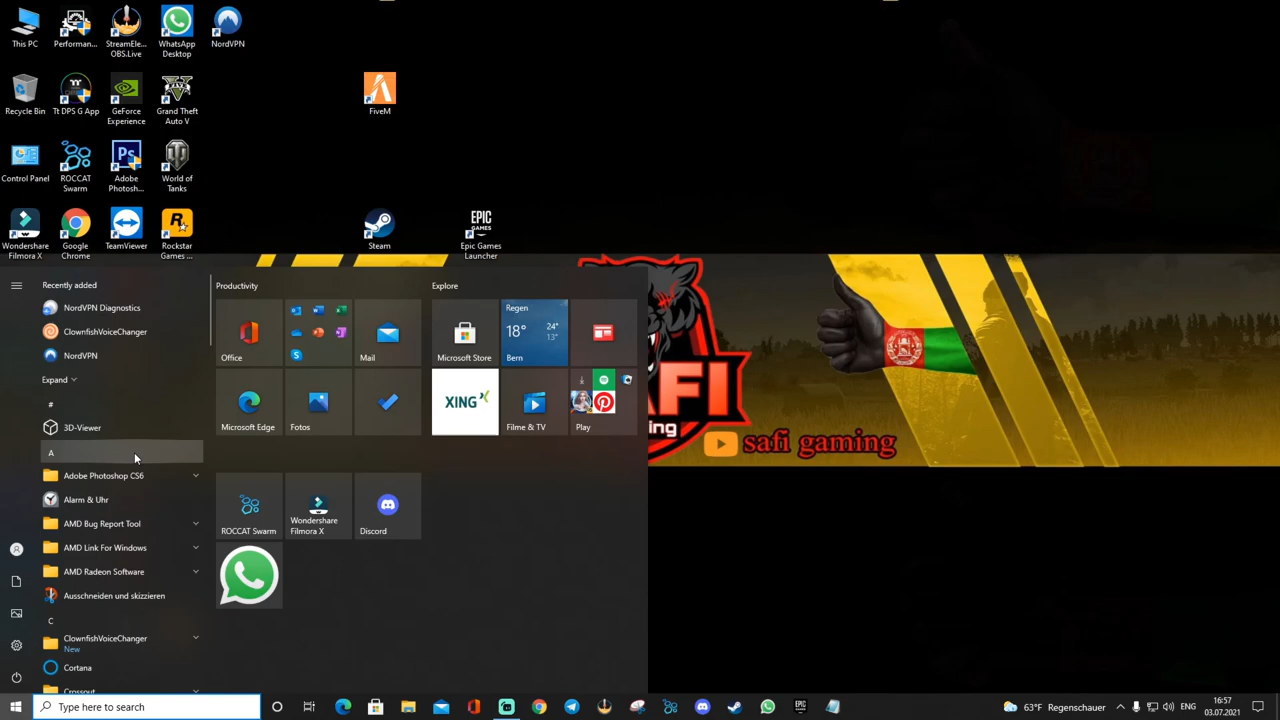 This PC
Performan...
StreamEle...
OBS.Live
WhatsApp
Desktop
NordVPN
Recycle Bin
Tt DPS G App
GeForce
Experience
Grand Theft
Auto V
FiveM
Control Panel
ROCCAT
Swarm
Adobe
Photosh...
World of
Tanks
Wondershare
Filmora X
Google
Chrome
TeamViewer
Rockstar
Games ...
Steam
EPIC
GAMES
Epic Games
Launcher
Recently added
NordVPN Diagnostics
ClownfishVoiceChanger
NordVPN
Expand
#
3D-Viewer
A
Adobe Photoshop CS6
Alarm & Uhr
AMD Bug Report Tool
AMD Link For Windows
AMD Radeon Software
Ausschneiden und skizzieren
C
ClownfishVoiceChanger
New
Cortana
Crossout
Productivity
Office
Mail
Microsoft Edge
Fotos
ROCCAT Swarm
Wondershare
Filmora X
Discord
Explore
Microsoft Store
Regen
18°
24°
13°
Bern
XING
Filme & TV
Play
AFI
ing
safi gaming
Type here to search
63°F Regenschauer
ENG
16:57
03.07.2021